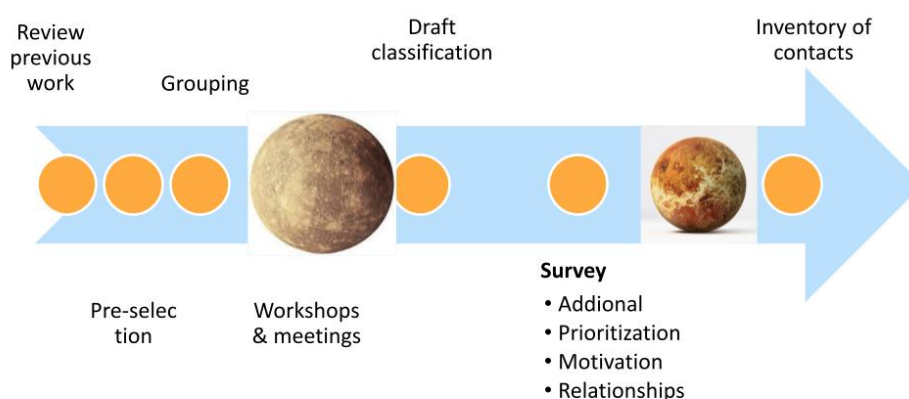 Review
previous
work
Pre-selec
tion
Grouping
Workshops
& meetings
Draft
classification
Survey
• Addional
• Prioritization
• Motivation
• Relationships
Inventory of
contacts